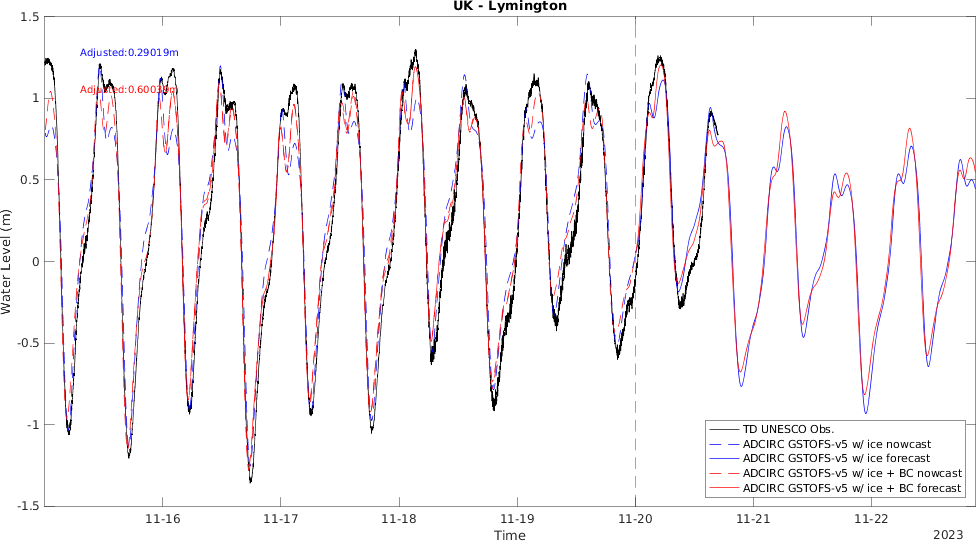 UK - Lymington
1.5
1
0.5
0
-0.5
-1
-1.5
Water Level (m)
Adjusted:0.29019m
TD UNESCO Obs.
ADCIRC GSTOFS-v5 w/ ice nowcast
ADCIRC GSTOFS-v5 w/ ice forecast
ADCIRC GSTOFS-v5 w/ ice + BC nowcast
ADCIRC GSTOFS-v5 w/ ice + BC forecast
11-16 11-17 11-18 11-19 11-20 11-21 11-22
Time
2023